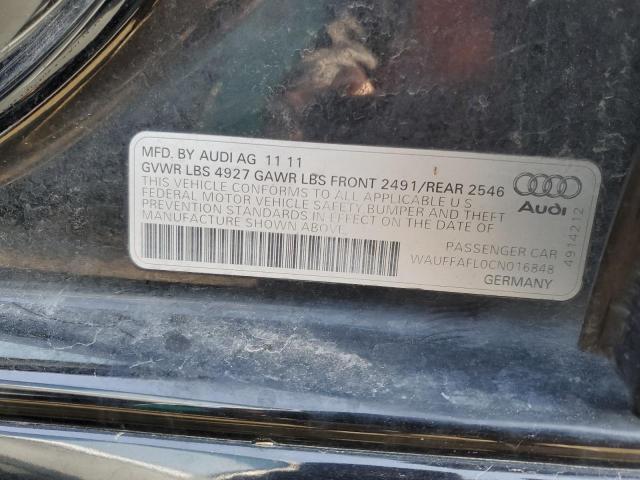 MFD. BY AUDI AG 11 11
GVWR LBS 4927 GAWR LBS FRONT 2491/REAR 2546
THIS VEHICLE CONFORMS TO ALL APPLICABLE U S
FEDERAL MOTOR VEHICLE SAFETY BUMPER AND THEFT
PREVENTION STANDARDS IN EFFECT ON THE DATE OF
MANUFACTURE SHOWN ABOVE.
Audi
4914212
PASSENGER CAR
WAUFFAFL0CN016848
GERMANY